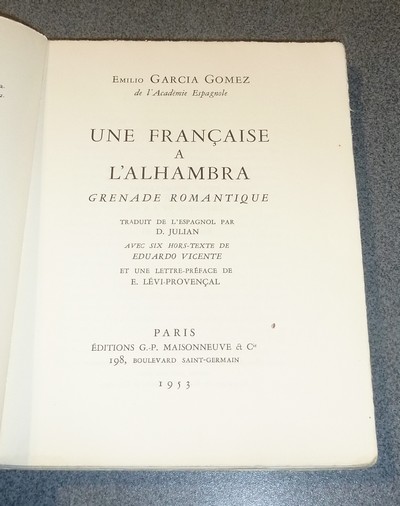 Emilio GARCIA GOMEZ
de l'Académie Espagnole
UNE FRANÇAISE
A
L'ALHAMBRA
GRENADE ROMANTIQUE
TRADUIT DE L'ESPAGNOL PAR
D. JULIAN
AVEC SIX HORS-TEXTE DE
EDUARDO VICENTE
ET UNE LETTRE-PRÉFACE DE
E. LÉVI-PROVENÇAL
PARIS
ÉDITIONS G.-P. MAISONNEUVE & Cie
198, BOULEVARD SAINT-GERMAIN
1953